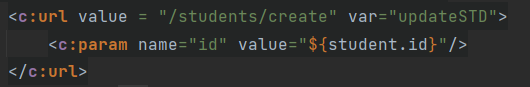 <c:url value = "/students/create" var="updateSTD">
    <c:param name="id" value="${student.id}"/>
</c:url>